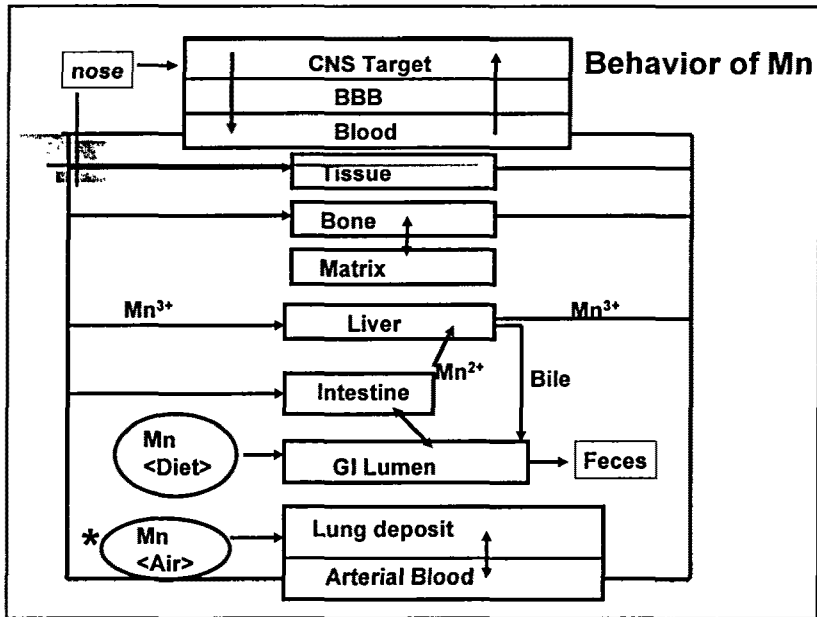 Behavior of Mn
nose
CNS Target
BBB
Blood
Tissue
Bone
Matrix
Mn³⁺
Liver
Mn³⁺
Mn²⁺
Bile
Intestine
Mn
<Diet>
GI Lumen
Feces
*
Mn
<Air>
Lung deposit
Arterial Blood